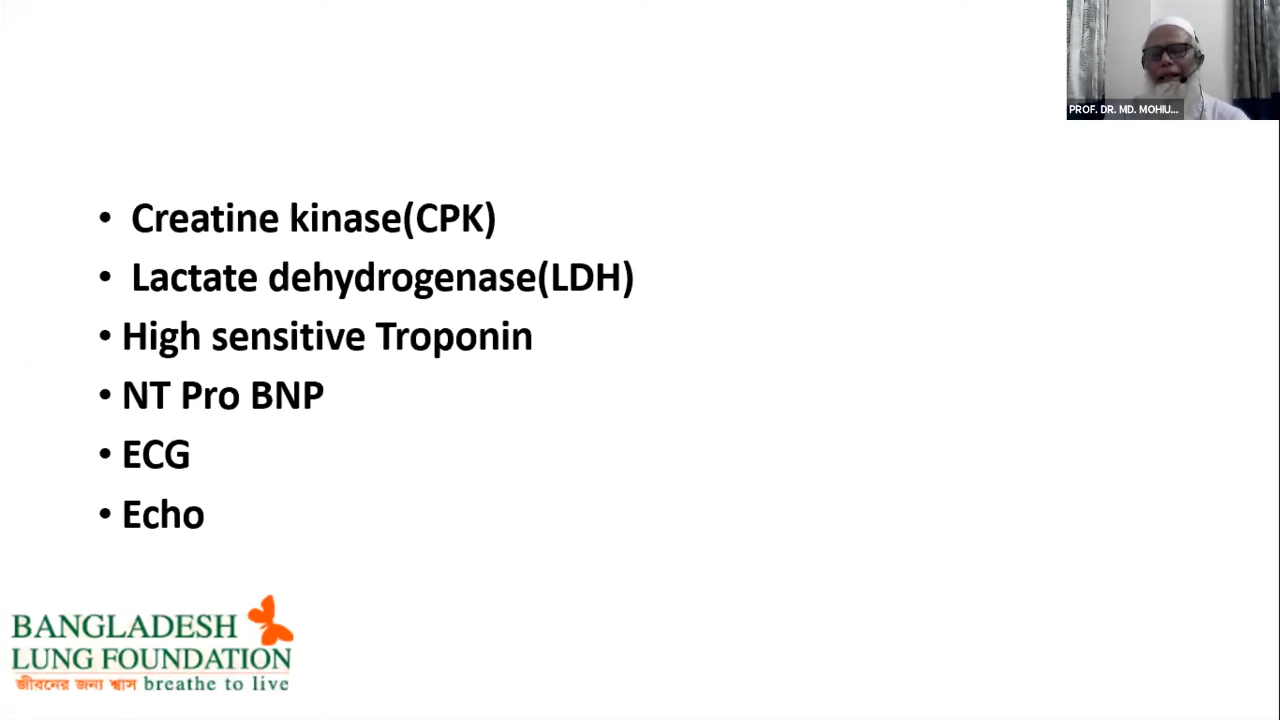 PROF. DR. MD. MOHIU...
• Creatine kinase(CPK)
• Lactate dehydrogenase(LDH)
• High sensitive Troponin
• NT Pro BNP
• ECG
• Echo
BANGLADESH
LUNG FOUNDATION
জীবনের জন্য শ্বাস breathe to live